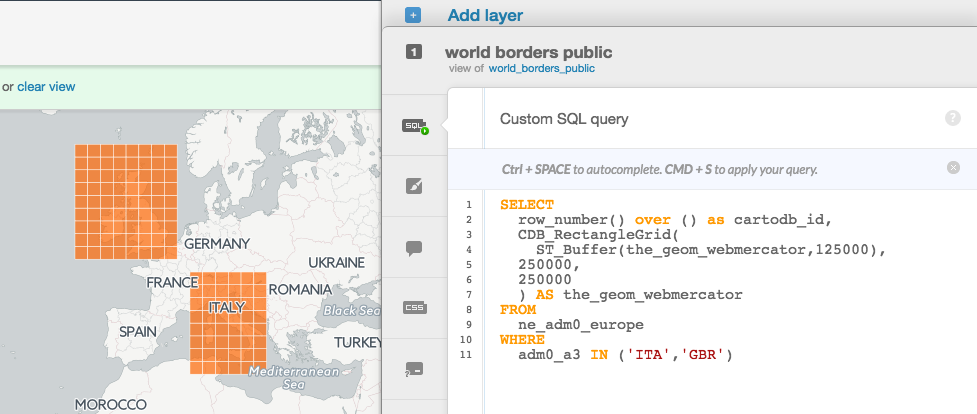 Add layer
1
world borders public
view of world_borders_public
or clear view
SQL
Custom SQL query
?
Ctrl + SPACE to autocomplete. CMD + S to apply your query.
1 SELECT
2 row_number() over () as cartodb_id,
3 CDB_RectangleGrid(
4 ST_Buffer(the_geom_webmercator,125000),
5 250000,
6 250000
7 ) AS the_geom_webmercator
8 FROM
9 ne_adm0_europe
10 WHERE
11 adm0_a3 IN ('ITA','GBR')
CSS
GERMANY
UKRAINE
FRANCE
ROMANIA
ITALY
Black Sea
SPAIN
TURKEY
Mediterranean
Sea
MOROCCO